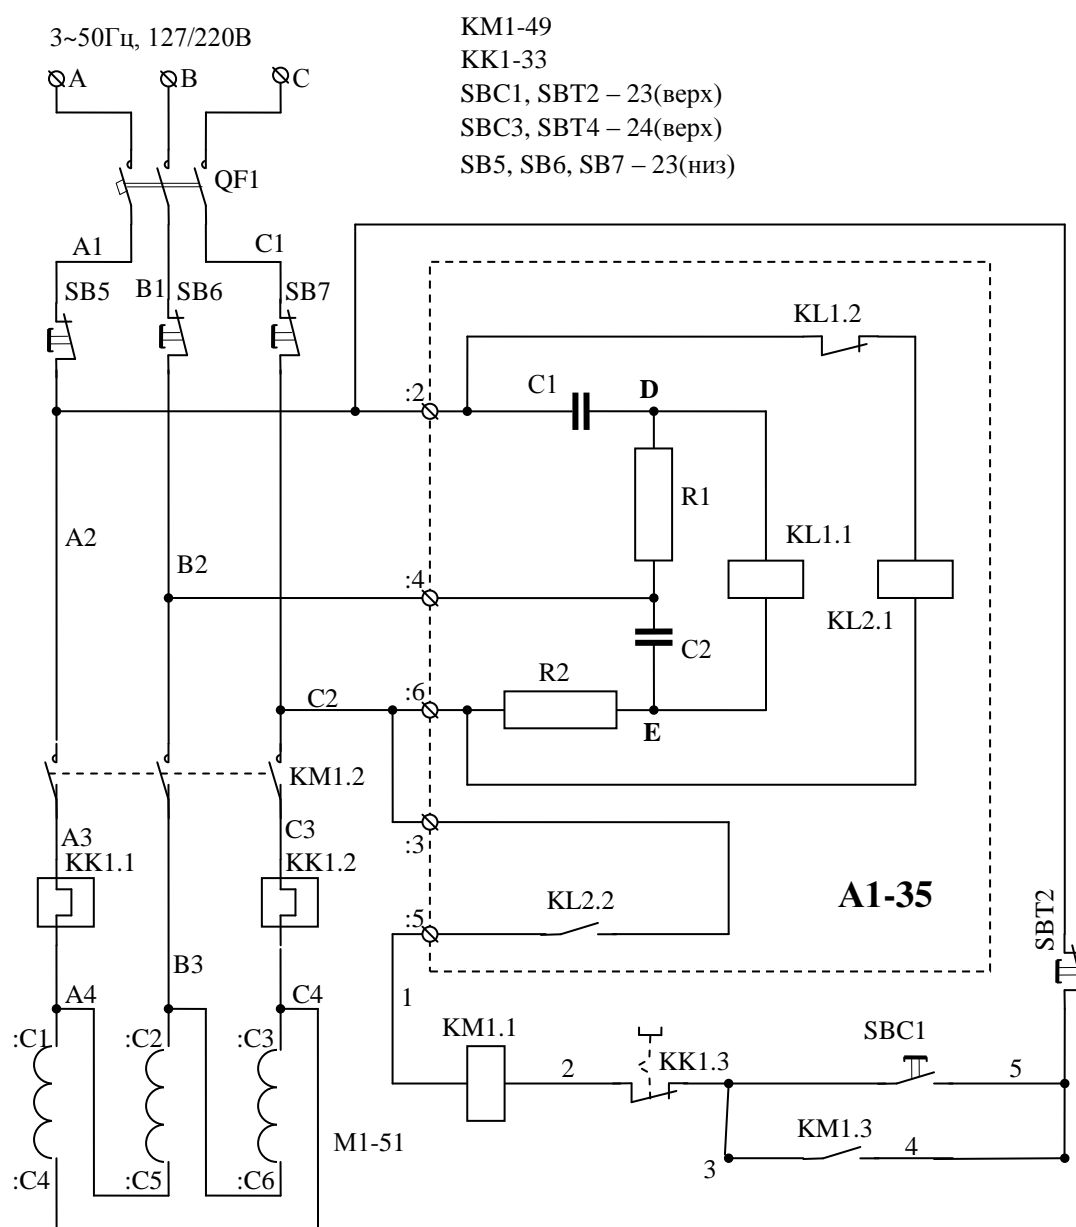 3~50Гц, 127/220В
КМ1-49
КК1-33
SBC1, SBT2 – 23(верх)
SBC3, SBT4 – 24(верх)
SB5, SB6, SB7 – 23(низ)
A
B
C
QF1
A1
C1
B1
SB5
SB6
SB7
KL1.2
:2
C1
D
R1
A2
B2
:4
KL1.1
KL2.1
C2
R2
:6
C2
E
KM1.2
A3
C3
:3
KK1.1
KK1.2
KL2.2
A1-35
:5
SBT2
B3
A4
C4
1
KM1.1
SBC1
:C1
:C2
:C3
2
KK1.3
5
M1-51
KM1.3
4
3
:C4
:C5
:C6